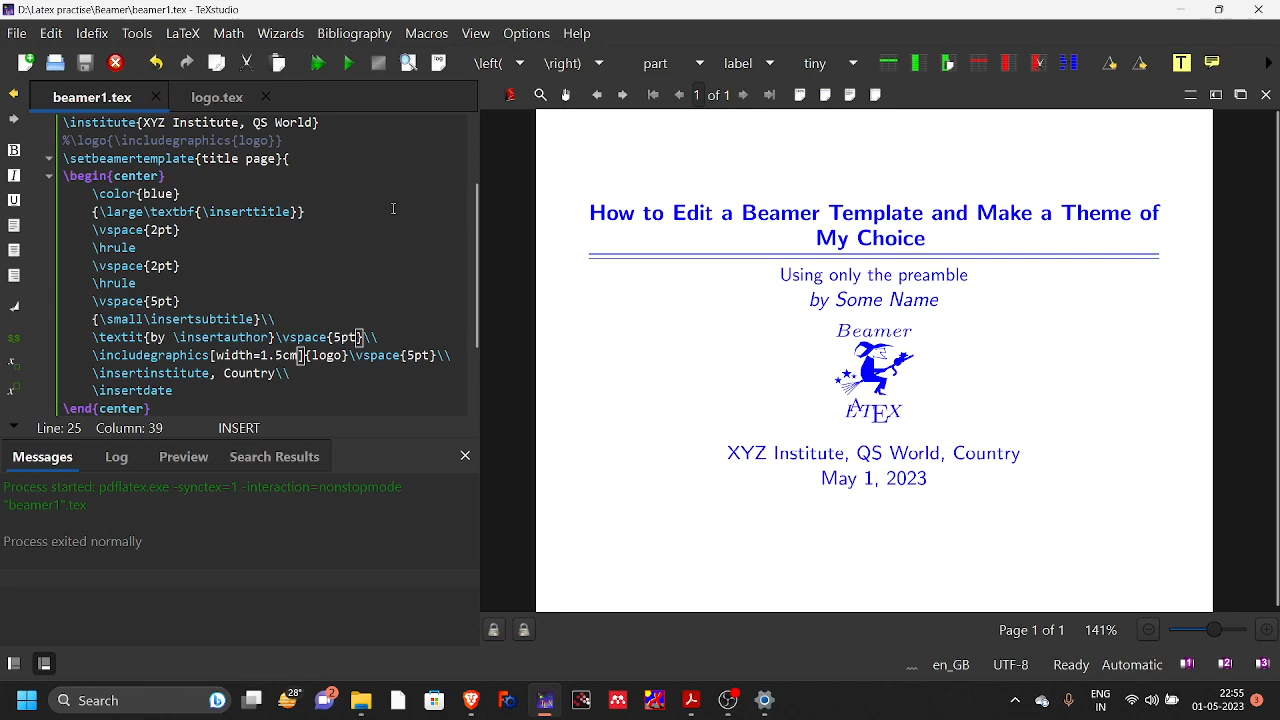 D:\Latex practise\Beamer\beamer1.tex - TeXstudio
File Edit Idefix Tools LaTeX Math Wizards Bibliography Macros View Options Help
\left( \right) part label tiny
beamer1.tex logo.tex
1 of 1
\institute{XYZ Institute, QS World}
%\logo{\includegraphics{logo}}
\setbeamertemplate{title page}{
\begin{center}
\color{blue}
{\large\textbf{\inserttitle}}
\vspace{2pt}
\hrule
\vspace{2pt}
\hrule
\vspace{5pt}
{\small\insertsubtitle}\\
\textit{by \insertauthor}\vspace{5pt}\\
\includegraphics[width=1.5cm]{logo}\vspace{5pt}\\
\insertinstitute, Country\\
\insertdate
\end{center}
Line: 25 Column: 39 INSERT
Messages Log Preview Search Results
Process started: pdflatex.exe -synctex=1 -interaction=nonstopmode
"beamer1".tex
Process exited normally
How to Edit a Beamer Template and Make a Theme of
My Choice
Using only the preamble
by Some Name
Beamer
LATEX
XYZ Institute, QS World, Country
May 1, 2023
Page 1 of 1 141%
en_GB UTF-8 Ready Automatic
Search 28° 2 ENG 22:55
IN 01-05-2023 3